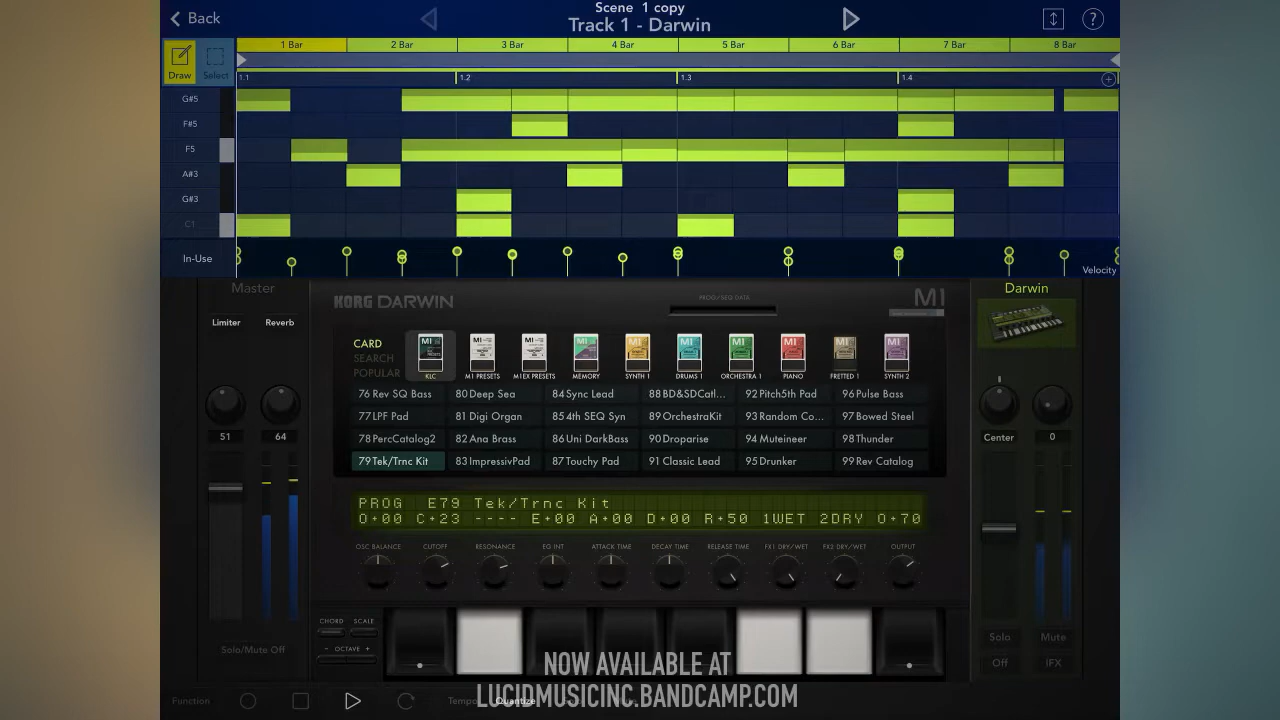 Back
Scene 1 copy
Track 1 - Darwin
?
Draw
Select
1 Bar 2 Bar 3 Bar 4 Bar 5 Bar 6 Bar 7 Bar 8 Bar
1.1 1.2 1.3 1.4
G#5
F#5
F5
A#3
G#3
C1
In-Use
Velocity
Master
Limiter Reverb
51 64
Solo/Mute Off
KORG DARWIN
PROG/SEQ DATA
M1
CARD
SEARCH
POPULAR
KLC M1 PRESETS M1EX PRESETS MEMORY SYNTH 1 DRUMS 1 ORCHESTRA 1 PIANO FRETTED 1 SYNTH 2
76 Rev SQ Bass 80 Deep Sea 84 Sync Lead 88 BD&SDCatl... 92 Pitch5th Pad 96 Pulse Bass
77 LPF Pad 81 Digi Organ 85 4th SEQ Syn 89 OrchestraKit 93 Random Co... 97 Bowed Steel
78 PercCatalog2 82 Ana Brass 86 Uni DarkBass 90 Droparise 94 Muteineer 98 Thunder
79 Tek/Trnc Kit 83 ImpressivPad 87 Touchy Pad 91 Classic Lead 95 Drunker 99 Rev Catalog
PROG E79 Tek/Trnc Kit
O+00 C+23 ---- E+00 A+00 D+00 R+50 1WET 2DRY O+70
OSC BALANCE CUTOFF RESONANCE EG INT ATTACK TIME DECAY TIME RELEASE TIME FX1 DRY/WET FX2 DRY/WET OUTPUT
CHORD SCALE
- OCTAVE +
Darwin
Center 0
Solo Mute
Off IFX
NOW AVAILABLE AT
LUCIDMUSICINC.BANDCAMP.COM
Function Tempo Quantize